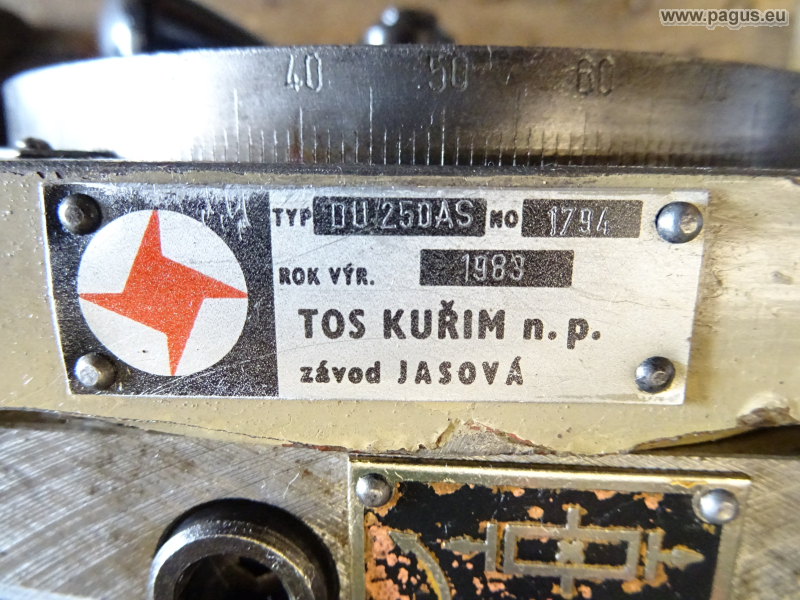 www.pagus.eu
40 50 60
TYP DU 250AS NO 1794
ROK VÝR. 1983
TOS KUŘIM n. p.
závod JASOVÁ